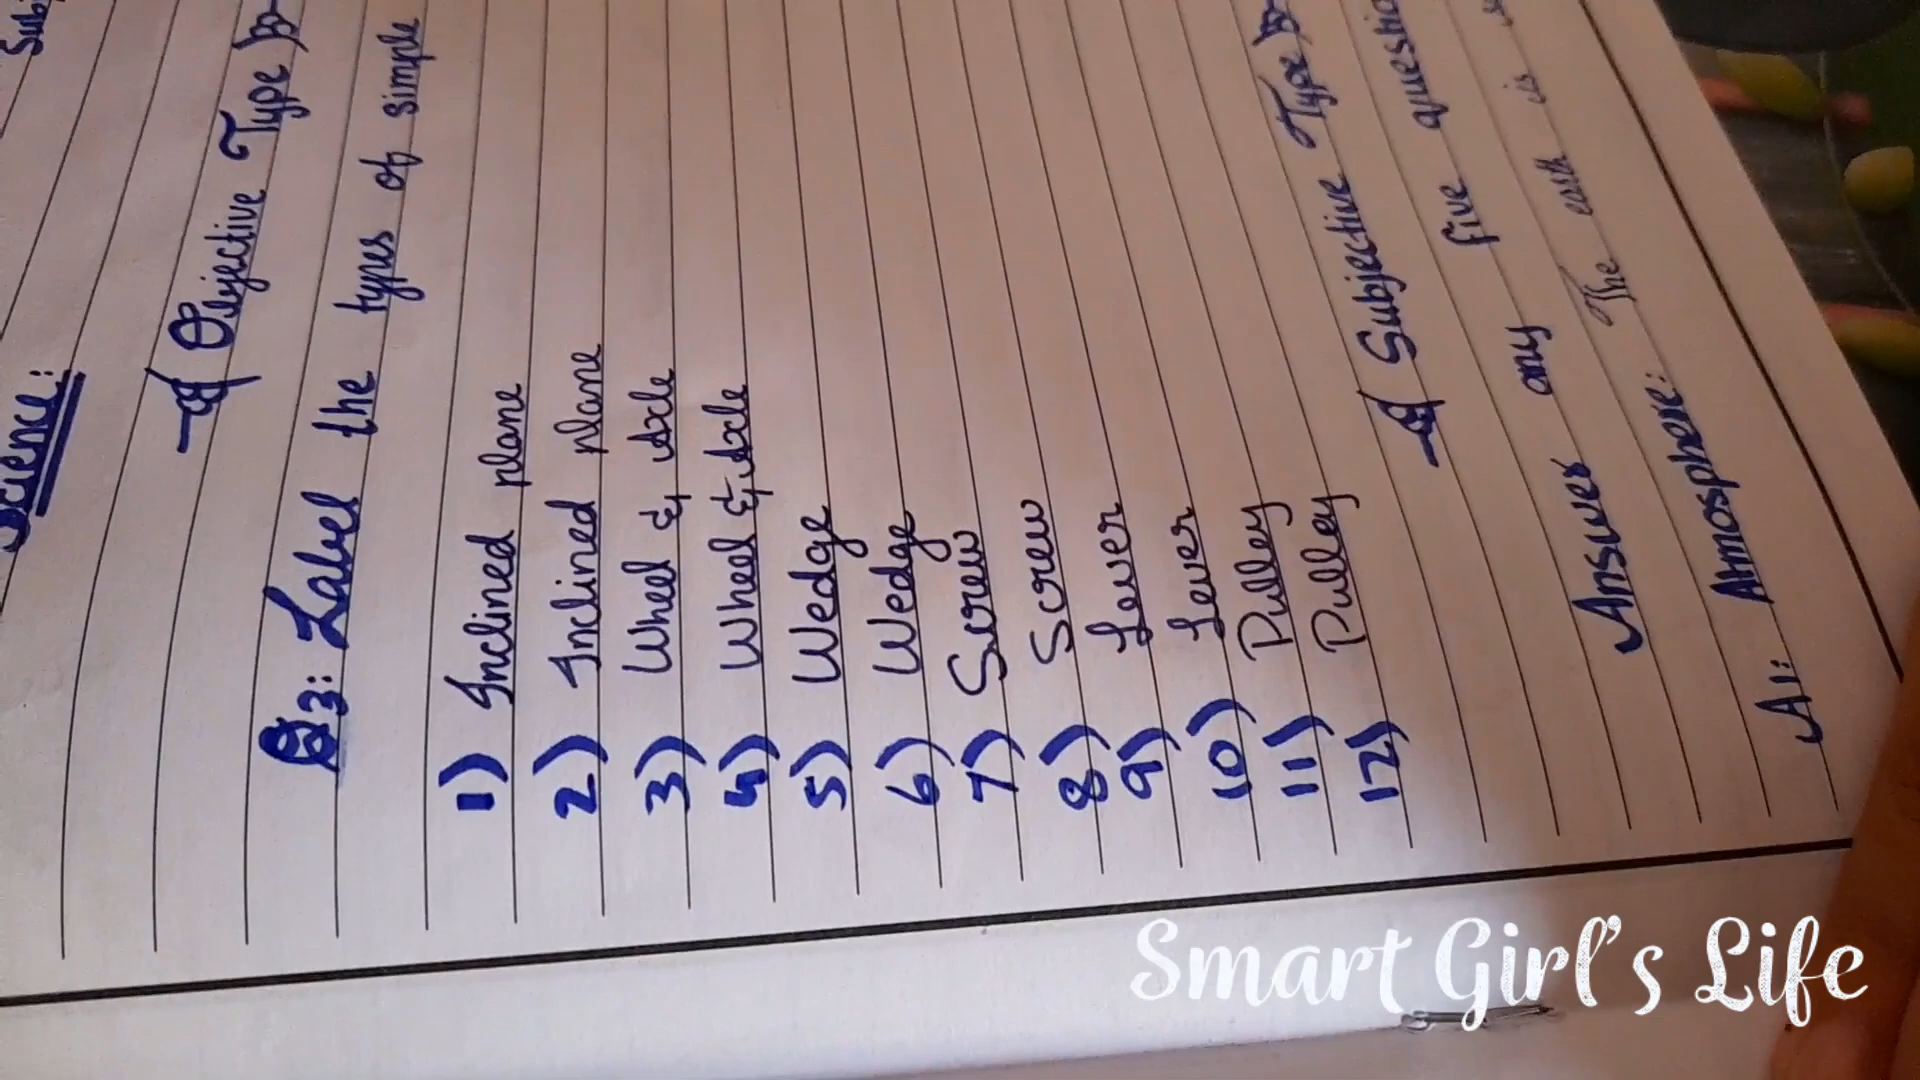 Science:
Sub
Objective Type
Q3: Label the types of simple
1) Inclined plane
2) Inclined plane
3) Wheel & Axle
4) Wheel & Axle
5) Wedge
6) Wedge
7) Screw
8) Screw
9) Lever
10) Lever
11) Pulley
12) Pulley
Subjective Type
Answer any five question
A1: Atmosphere: The earth is
Smart Girl's Life